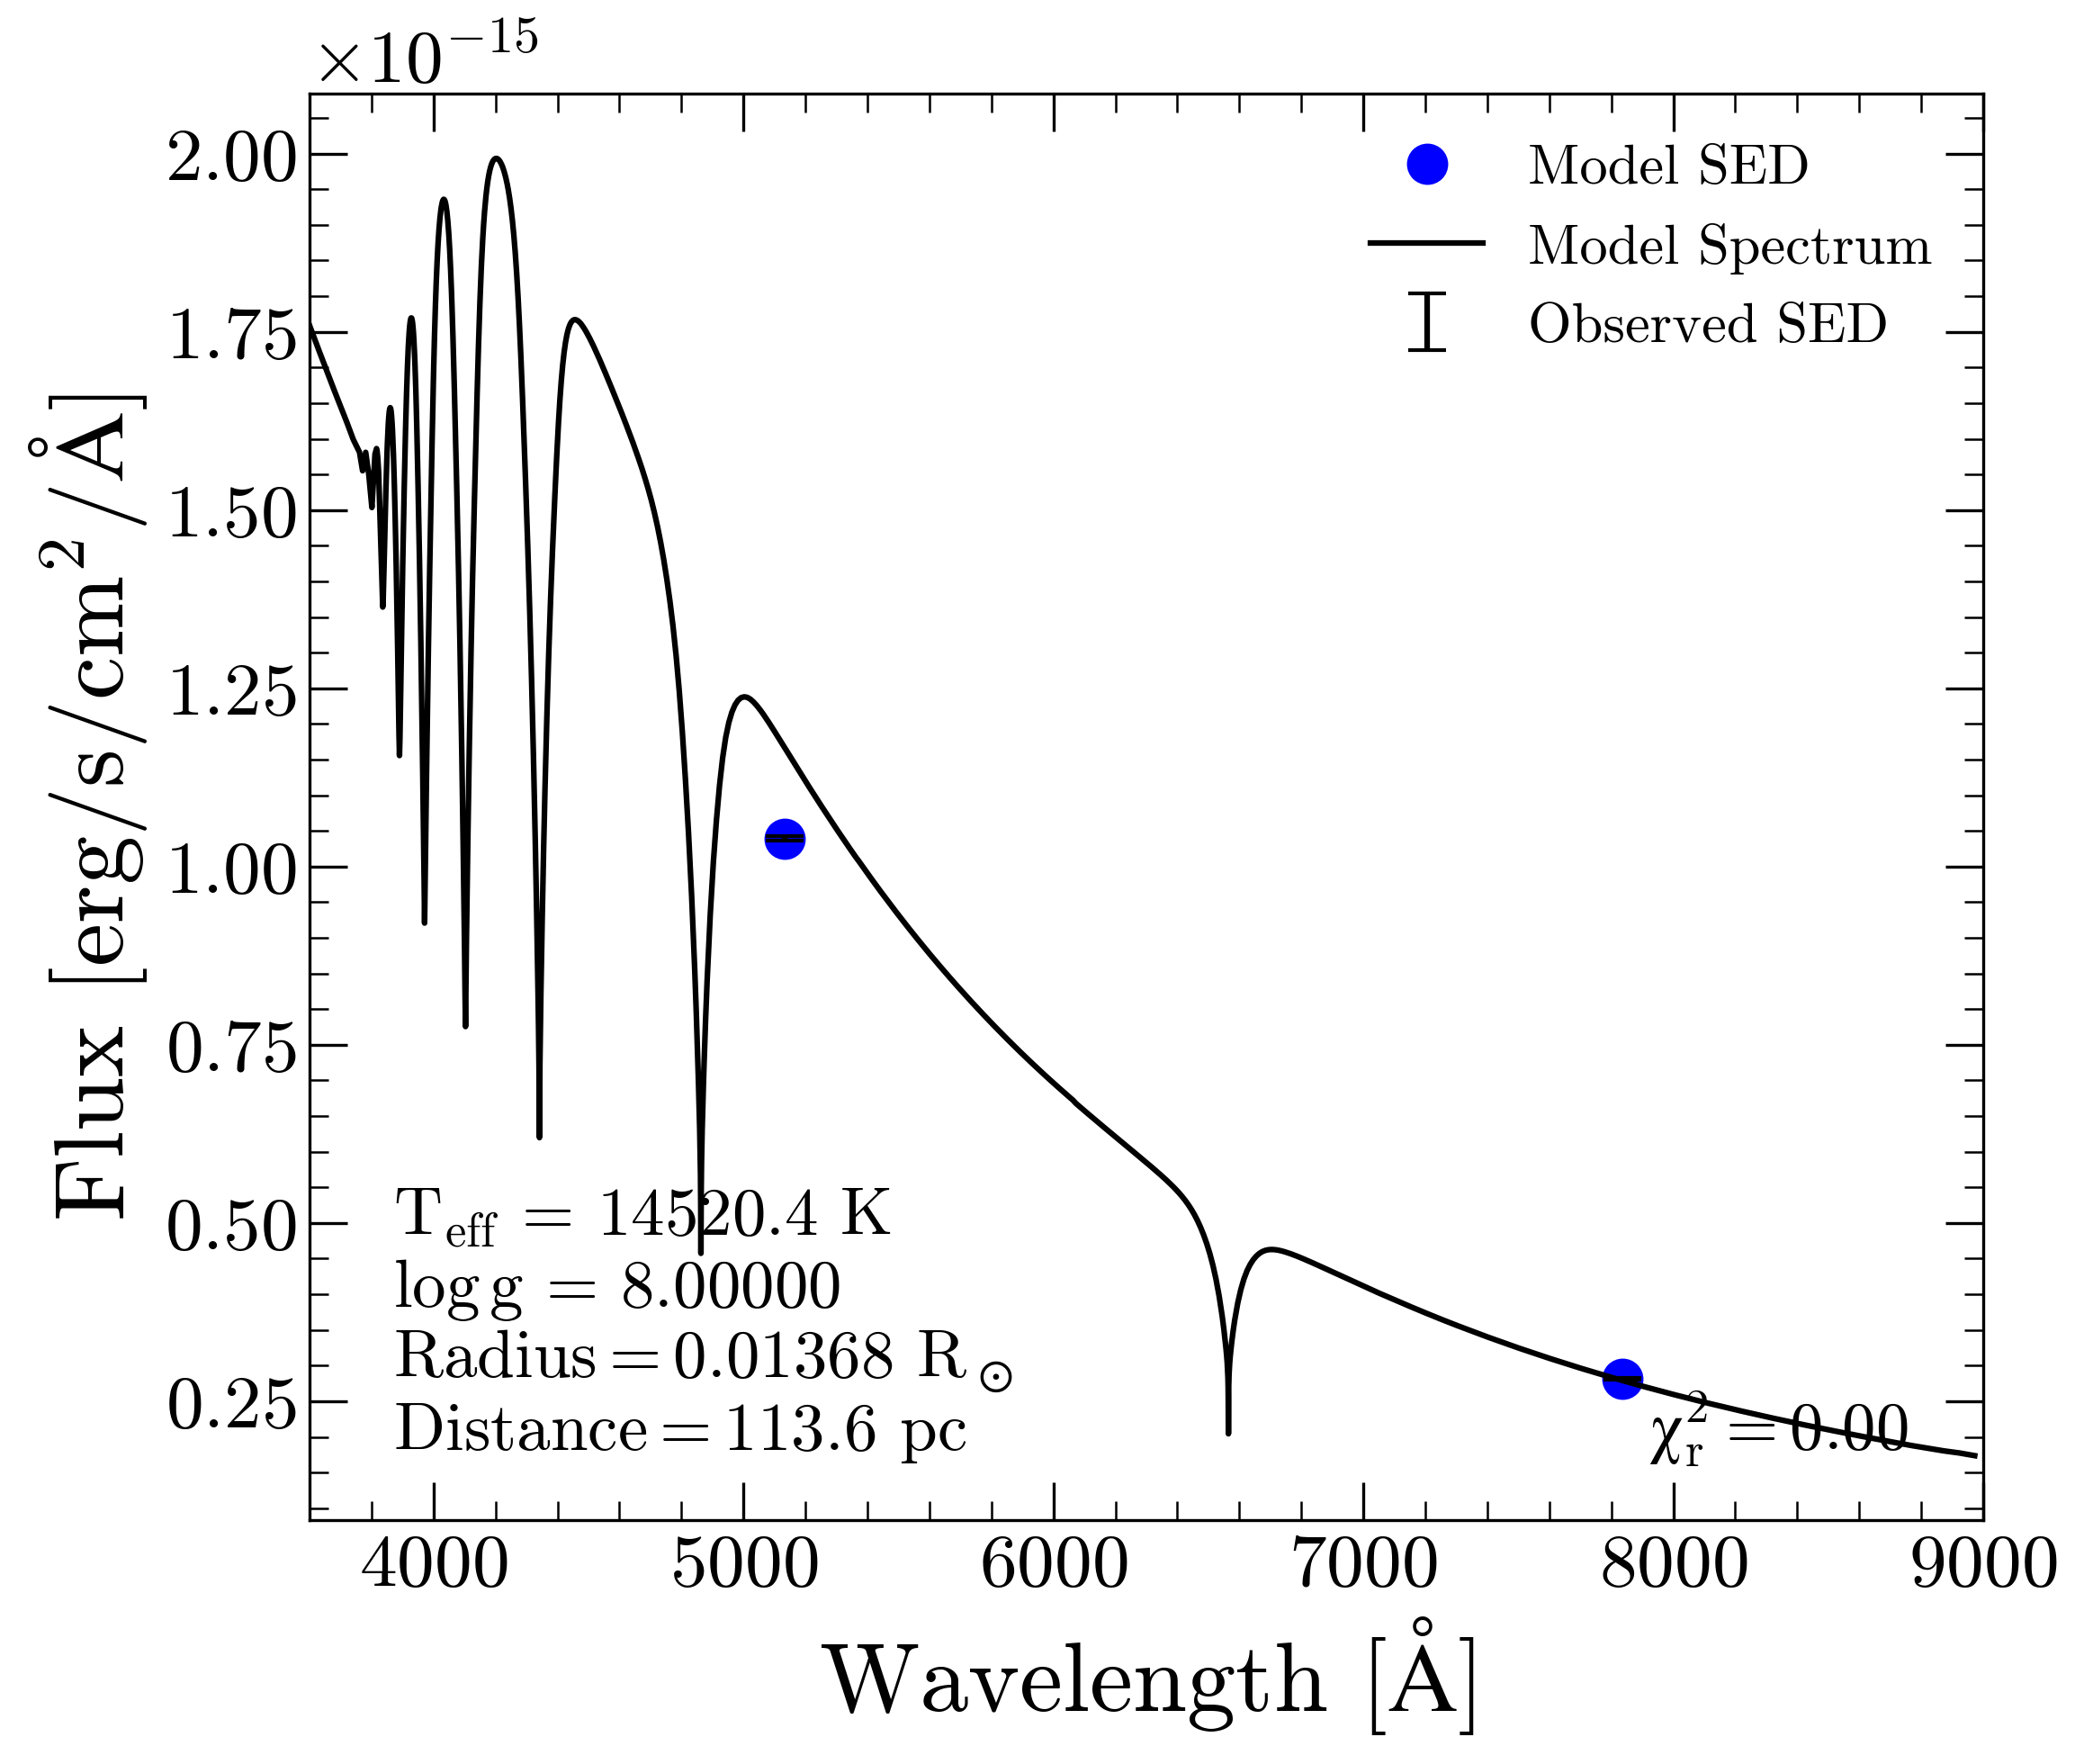 ×10⁻¹⁵
2.00
1.75
1.50
1.25
1.00
0.75
0.50
0.25
Flux [erg/s/cm²/Å]
Model SED
Model Spectrum
Observed SED
T_eff = 14520.4 K
log g = 8.00000
Radius = 0.01368 R_⊙
Distance = 113.6 pc
χ²_r = 0.00
4000 5000 6000 7000 8000 9000
Wavelength [Å]